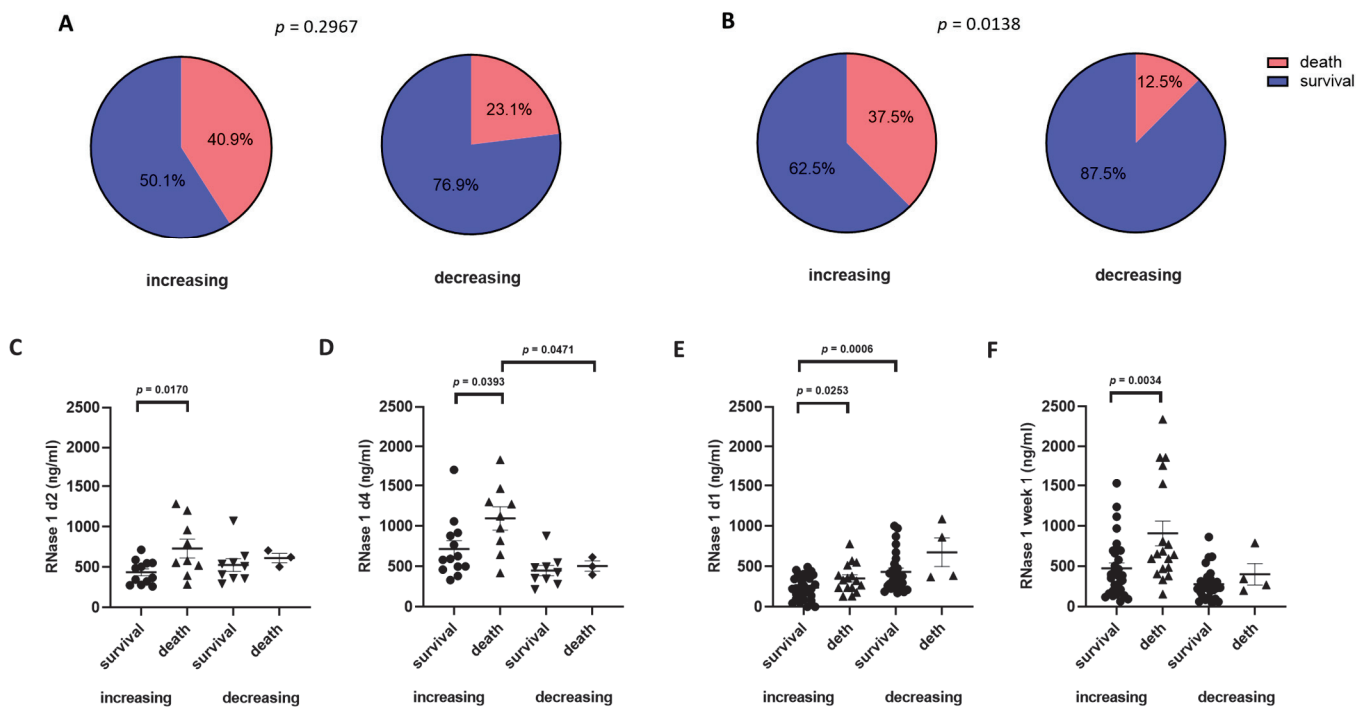 A
p = 0.2967
B
p = 0.0138
death
survival
40.9%
50.1%
increasing
23.1%
76.9%
decreasing
37.5%
62.5%
increasing
12.5%
87.5%
decreasing
C
p = 0.0170
RNase 1 d2 (ng/ml)
2500
2000
1500
1000
500
0
survival
death
survival
death
increasing
decreasing
D
p = 0.0471
p = 0.0393
RNase 1 d4 (ng/ml)
2500
2000
1500
1000
500
0
survival
death
survival
death
increasing
decreasing
E
p = 0.0006
p = 0.0253
RNase 1 d1 (ng/ml)
2500
2000
1500
1000
500
0
survival
deth
survival
deth
increasing
decreasing
F
p = 0.0034
RNase 1 week 1 (ng/ml)
2500
2000
1500
1000
500
0
survival
deth
survival
deth
increasing
decreasing